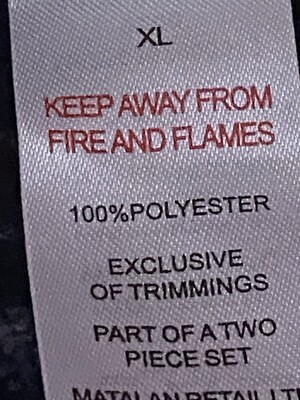 XL
KEEP AWAY FROM
FIRE AND FLAMES
100%POLYESTER
EXCLUSIVE
OF TRIMMINGS
PART OF A TWO
PIECE SET
MATALAN RETAIL LTD